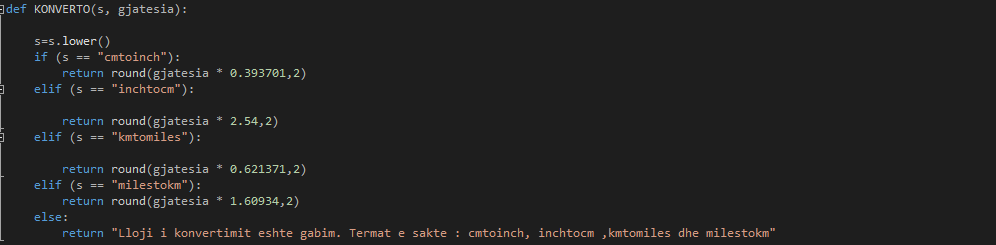 def KONVERTO(s, gjatesia):
s=s.lower()
if (s == "cmtoinch"):
return round(gjatesia * 0.393701,2)
elif (s == "inchtocm"):
return round(gjatesia * 2.54,2)
elif (s == "kmtomiles"):
return round(gjatesia * 0.621371,2)
elif (s == "milestokm"):
return round(gjatesia * 1.60934,2)
else:
return "Lloji i konvertimit eshte gabim. Termat e sakte : cmtoinch, inchtocm ,kmtomiles dhe milestokm"